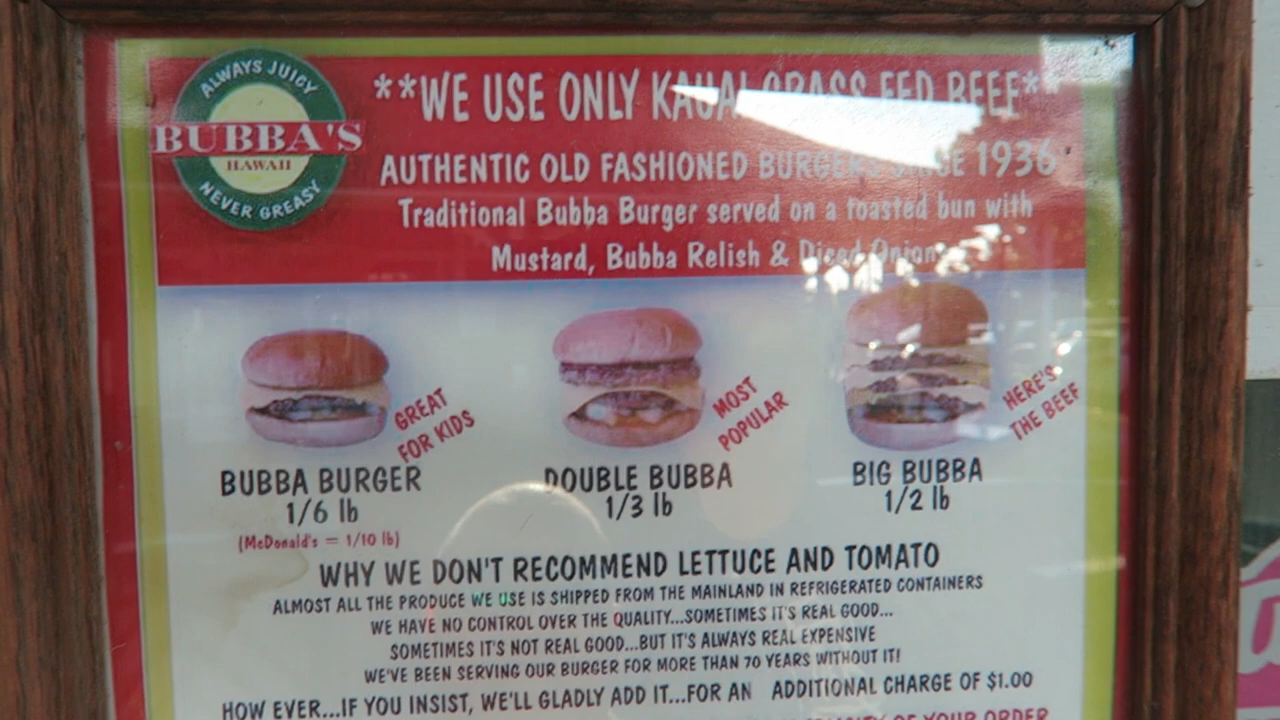 ALWAYS JUICY
BUBBA'S
HAWAII
NEVER GREASY
**WE USE ONLY KAUAI GRASS FED BEEF**
AUTHENTIC OLD FASHIONED BURGERS SINCE 1936
Traditional Bubba Burger served on a toasted bun with
Mustard, Bubba Relish & Diced Onion
GREAT
FOR KIDS
MOST
POPULAR
HERE'S
THE BEEF
BUBBA BURGER
1/6 lb
(McDonald's = 1/10 lb)
DOUBLE BUBBA
1/3 lb
BIG BUBBA
1/2 lb
WHY WE DON'T RECOMMEND LETTUCE AND TOMATO
ALMOST ALL THE PRODUCE WE USE IS SHIPPED FROM THE MAINLAND IN REFRIGERATED CONTAINERS
WE HAVE NO CONTROL OVER THE QUALITY...SOMETIMES IT'S REAL GOOD...
SOMETIMES IT'S NOT REAL GOOD...BUT IT'S ALWAYS REAL EXPENSIVE
WE'VE BEEN SERVING OUR BURGER FOR MORE THAN 70 YEARS WITHOUT IT!
HOW EVER...IF YOU INSIST, WE'LL GLADLY ADD IT...FOR AN ADDITIONAL CHARGE OF $1.00
OF YOUR ORDER